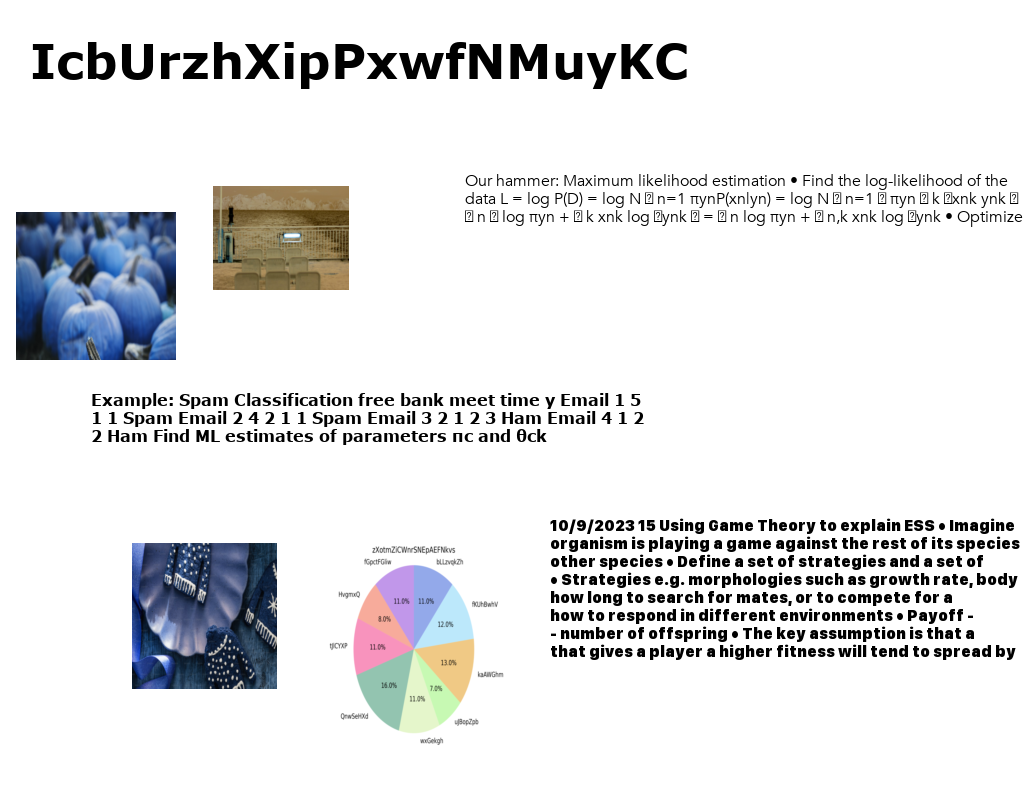 IcbUrzhXipPxwfNMuyKC
Our hammer: Maximum likelihood estimation • Find the log-likelihood of the
data L = log P(D) = log N n=1 πynP(xnlyn) = log N n=1 πyn k xnk ynk
n log πyn + k xnk log ynk = n log πyn + n,k xnk log ynk • Optimize
Example: Spam Classification free bank meet time y Email 1 5
1 1 Spam Email 2 4 2 1 1 Spam Email 3 2 1 2 3 Ham Email 4 1 2
2 Ham Find ML estimates of parameters πc and θck
zXotmZiCWnrSNEpAEFNkvs
fGpctFGliw
bLLzvqkZh
HvgmxQ
fKUhBwhV
11.0%
11.0%
8.0%
12.0%
tJICYXP
11.0%
13.0%
kaAWGhm
16.0%
11.0%
7.0%
QnwSeHXd
uJBopZpb
wxGekgh
10/9/2023 15 Using Game Theory to explain ESS • Imagine
organism is playing a game against the rest of its species
other species • Define a set of strategies and a set of
• Strategies e.g. morphologies such as growth rate, body
how long to search for mates, or to compete for a
how to respond in different environments • Payoff -
- number of offspring • The key assumption is that a
that gives a player a higher fitness will tend to spread by